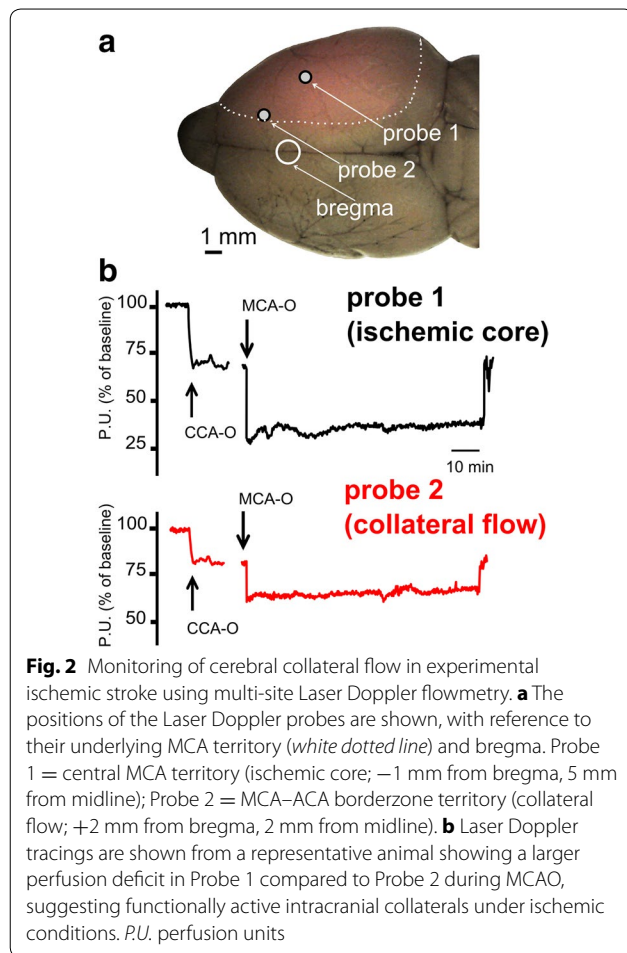 a
probe 1
probe 2
bregma
1 mm
b
P.U. (% of baseline)
100
75
50
25
MCA-O
CCA-O
probe 1
(ischemic core)
10 min
P.U. (% of baseline)
100
75
50
MCA-O
CCA-O
probe 2
(collateral flow)
Fig. 2 Monitoring of cerebral collateral flow in experimental
ischemic stroke using multi-site Laser Doppler flowmetry. a The
positions of the Laser Doppler probes are shown, with reference to
their underlying MCA territory (white dotted line) and bregma. Probe
1 = central MCA territory (ischemic core; −1 mm from bregma, 5 mm
from midline); Probe 2 = MCA–ACA borderzone territory (collateral
flow; +2 mm from bregma, 2 mm from midline). b Laser Doppler
tracings are shown from a representative animal showing a larger
perfusion deficit in Probe 1 compared to Probe 2 during MCAO,
suggesting functionally active intracranial collaterals under ischemic
conditions. P.U. perfusion units